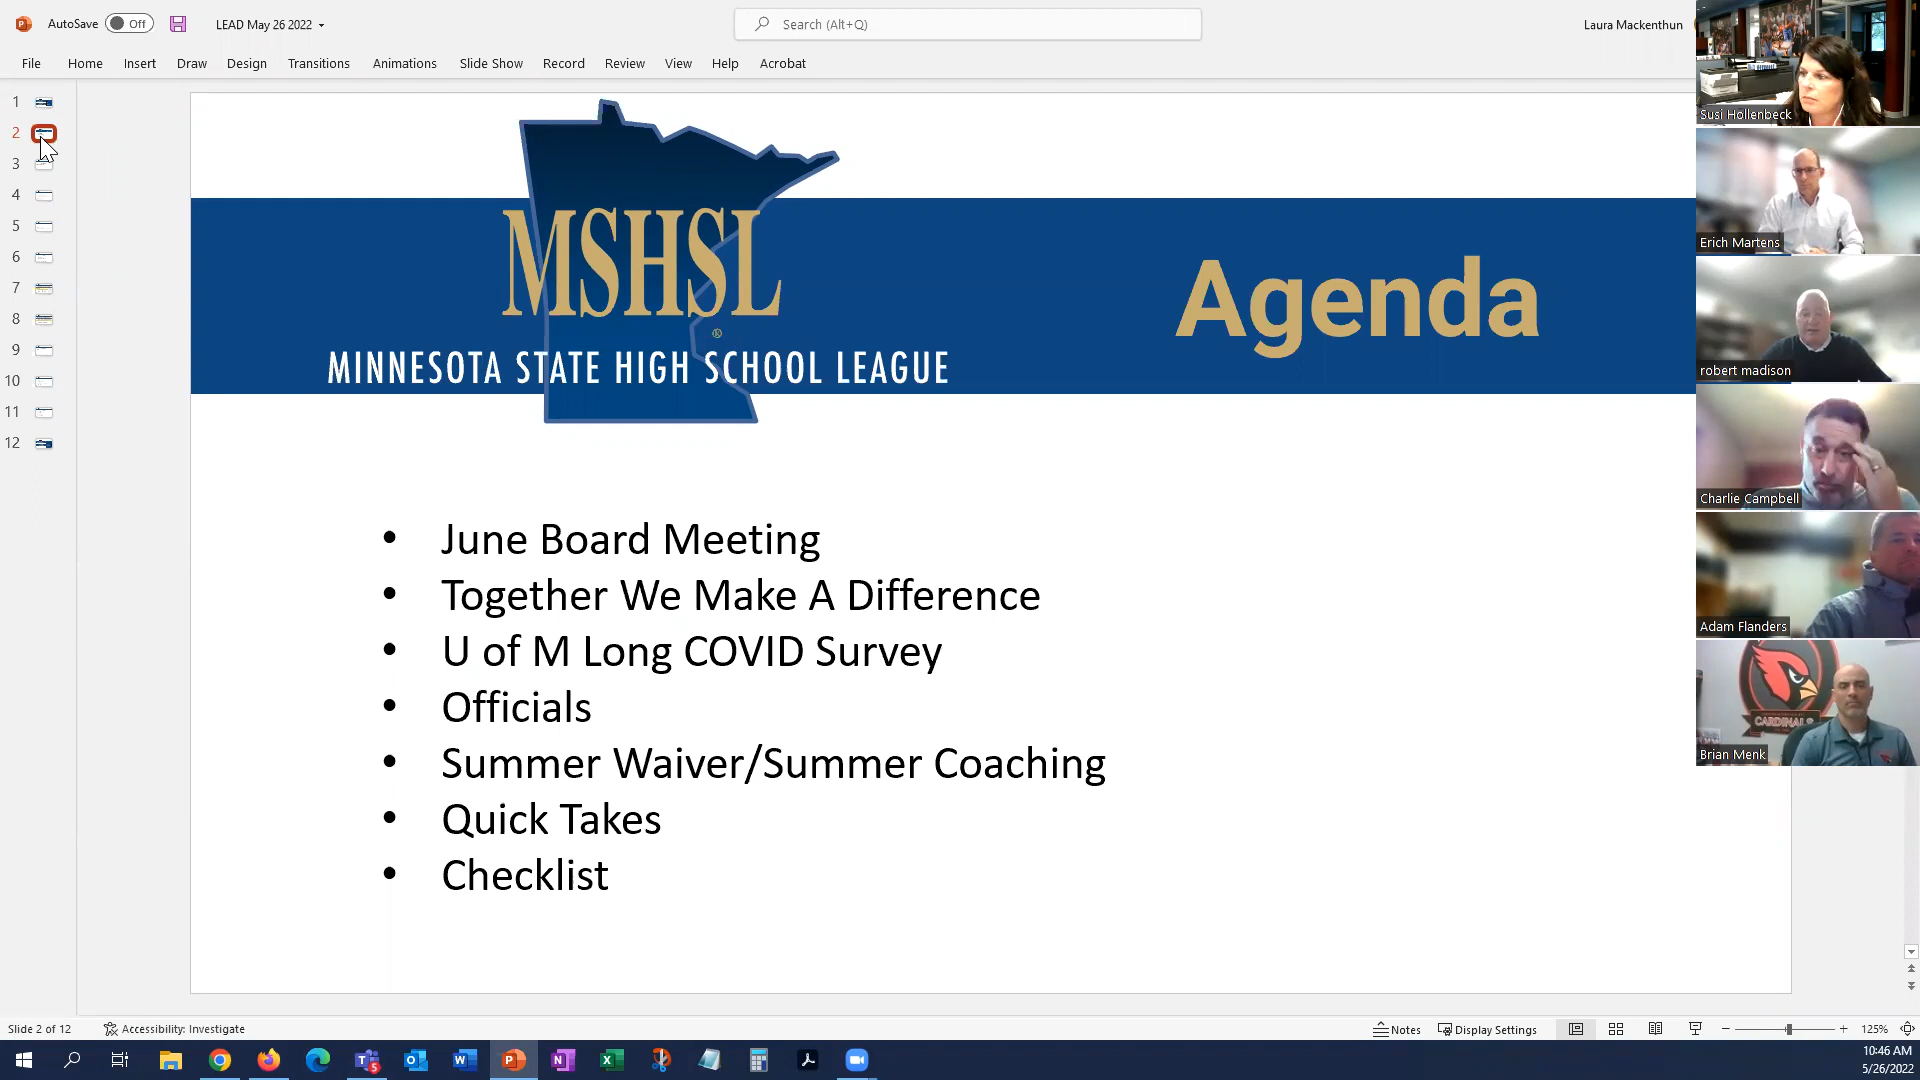 AutoSave
Off
LEAD May 26 2022
Search (Alt+Q)
Laura Mackenthun
File
Home
Insert
Draw
Design
Transitions
Animations
Slide Show
Record
Review
View
Help
Acrobat
1
2
3
4
5
6
7
8
9
10
11
12
MSHSL
®
MINNESOTA STATE HIGH SCHOOL LEAGUE
Agenda
• June Board Meeting
• Together We Make A Difference
• U of M Long COVID Survey
• Officials
• Summer Waiver/Summer Coaching
• Quick Takes
• Checklist
Susi Hollenbeck
Erich Martens
robert madison
Charlie Campbell
Adam Flanders
CARDINALS
Brian Menk
Slide 2 of 12
Accessibility: Investigate
Notes
Display Settings
125%
10:46 AM
5/26/2022